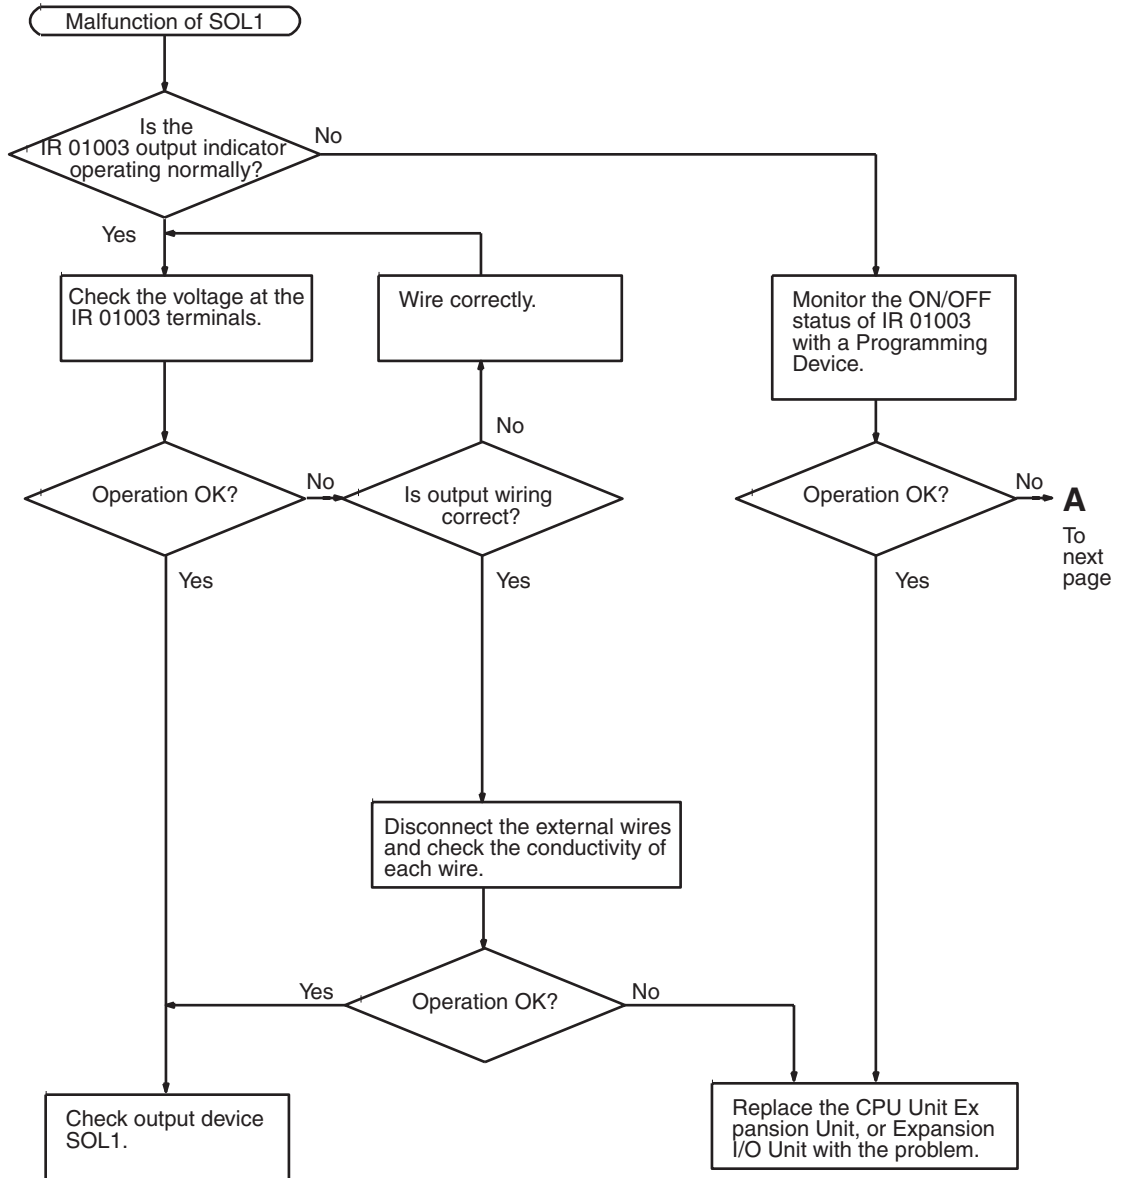 Malfunction of SOL1
Is the
IR 01003 output indicator
operating normally?
No
Yes
Check the voltage at the
IR 01003 terminals.
Wire correctly.
Monitor the ON/OFF
status of IR 01003
with a Programming
Device.
No
Operation OK?
No
Is output wiring
correct?
Operation OK?
No
A
To
next
page
Yes
Yes
Yes
Disconnect the external wires
and check the conductivity of
each wire.
Yes
Operation OK?
No
Check output device
SOL1.
Replace the CPU Unit Ex
pansion Unit, or Expansion
I/O Unit with the problem.